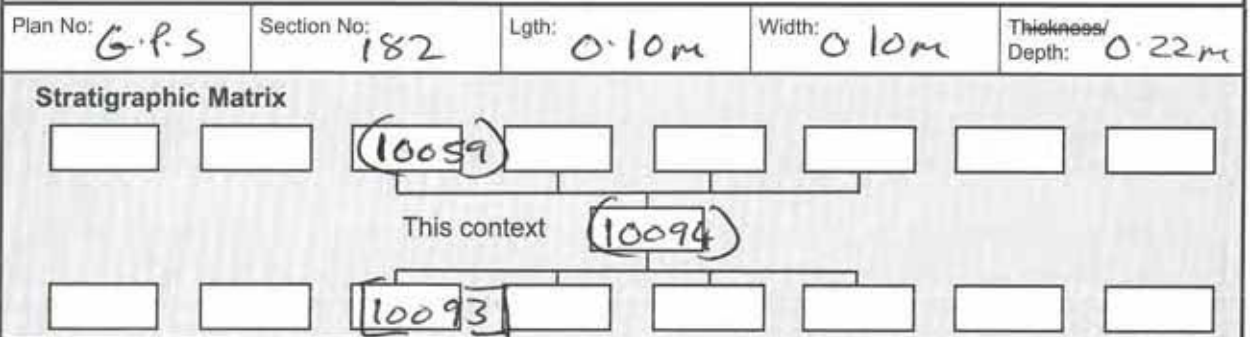 Plan No: G.P.S Section No: 182 Lgth: 0.10m Width: 0.10m Thickness/ Depth: 0.22m
Stratigraphic Matrix
(10059)
This context (10094)
[10093]